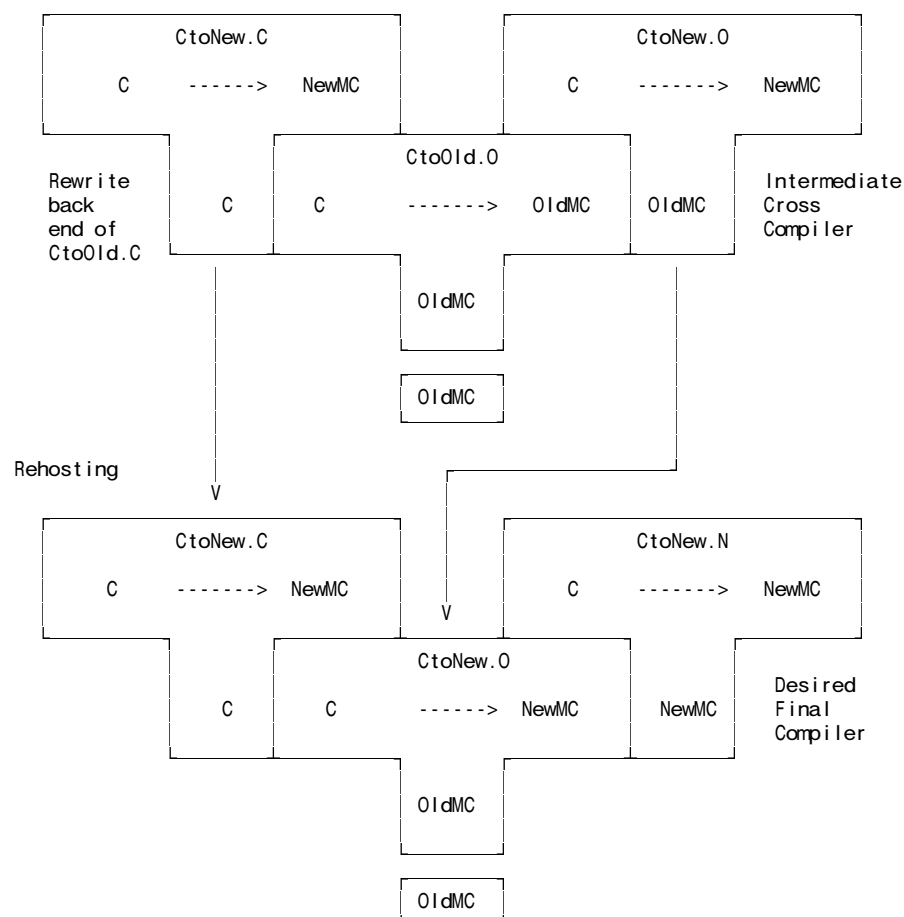 CtoNew.C CtoNew.O
C ------> NewMC C -------> NewMC
CtoOld.O
Rewrite Intermediate
back C C -------> OldMC OldMC Cross
end of Compiler
CtoOld.C
OldMC
OldMC
Rehosting
V
CtoNew.C CtoNew.N
C -------> NewMC C -------> NewMC
V
CtoNew.O
Desired
C C ------> NewMC NewMC Final
Compiler
OldMC
OldMC